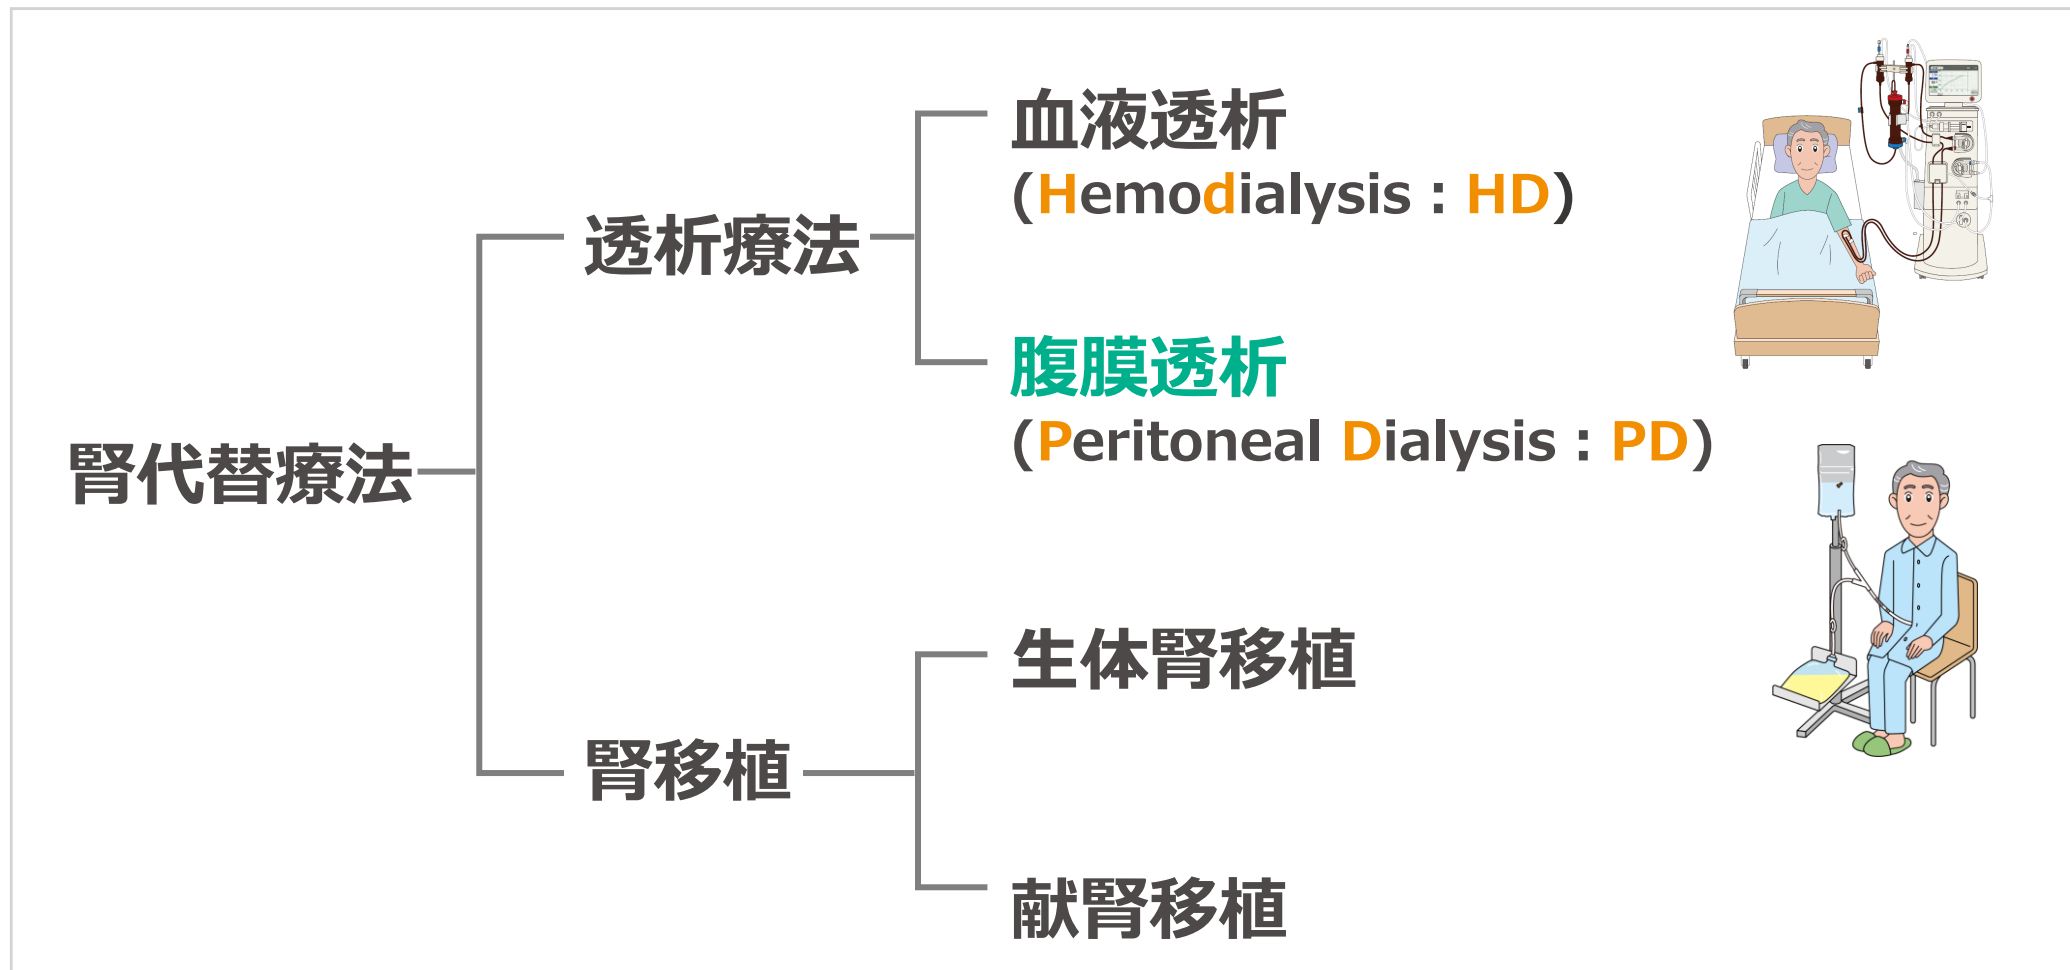 腎代替療法
透析療法
血液透析
(Hemodialysis : HD)
腹膜透析
(Peritoneal Dialysis : PD)
腎移植
生体腎移植
献腎移植